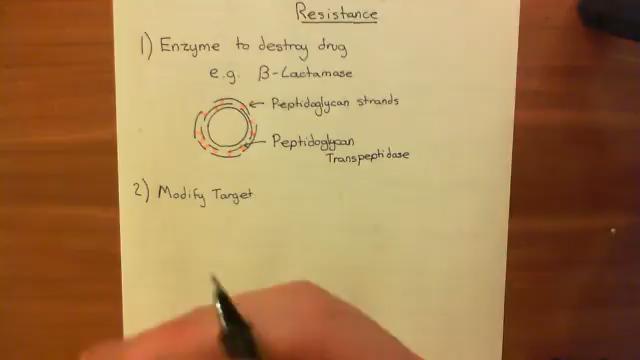 Resistance
1) Enzyme to destroy drug
e.g. β-Lactamase
Peptidoglycan strands
Peptidoglycan
Transpeptidase
2) Modify Target